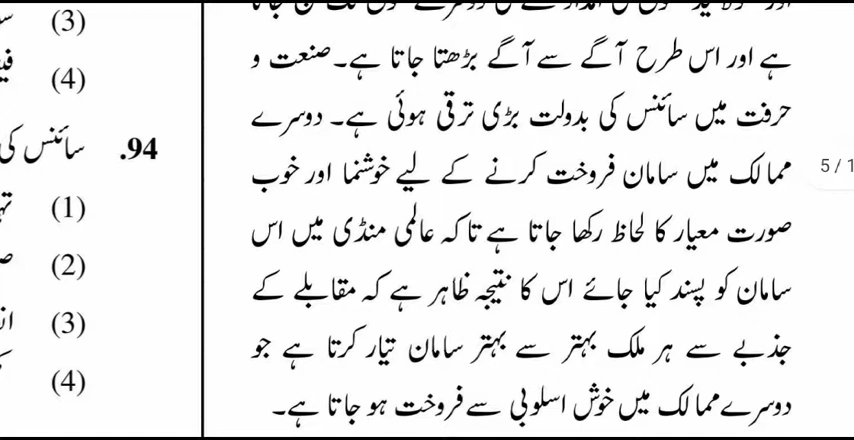 ہے اور اس طرح آگے سے آگے بڑھتا جاتا ہے۔ صنعت و
حرفت میں سائنس کی بدولت بڑی ترقی ہوئی ہے۔ دوسرے
ممالک میں سامان فروخت کرنے کے لیے خوشنما اور خوب
صورت معیار کا لحاظ رکھا جاتا ہے تاکہ عالمی منڈی میں اس
سامان کو پسند کیا جائے اس کا نتیجہ ظاہر ہے کہ مقابلے کے
جذبے سے ہر ملک بہتر سے بہتر سامان تیار کرتا ہے جو
دوسرے ممالک میں خوش اسلوبی سے فروخت ہو جاتا ہے۔
(3)
(4)
94. سائنس کی
(1)
(2)
(3)
(4)
5 / 1